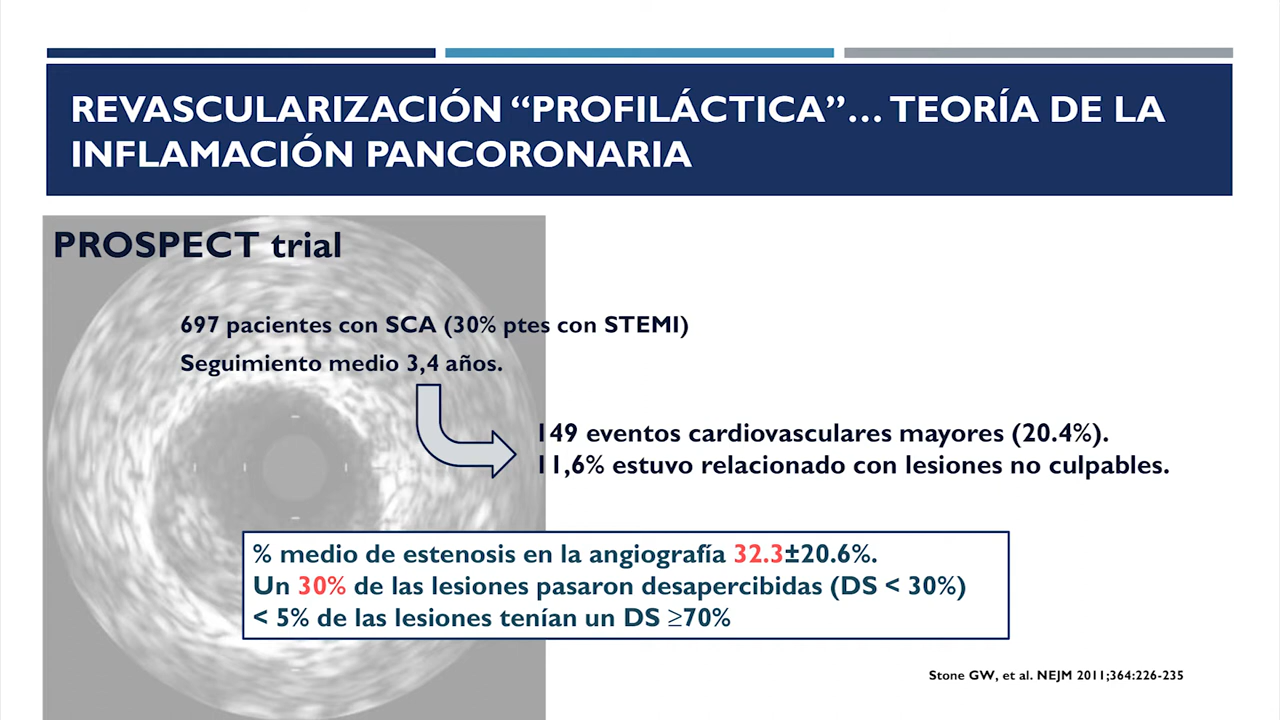 REVASCULARIZACIÓN “PROFILÁCTICA”… TEORÍA DE LA
INFLAMACIÓN PANCORONARIA
PROSPECT trial
697 pacientes con SCA (30% ptes con STEMI)
Seguimiento medio 3,4 años.
149 eventos cardiovasculares mayores (20.4%).
11,6% estuvo relacionado con lesiones no culpables.
% medio de estenosis en la angiografía 32.3±20.6%.
Un 30% de las lesiones pasaron desapercibidas (DS < 30%)
< 5% de las lesiones tenían un DS ≥70%
Stone GW, et al. NEJM 2011;364:226-235